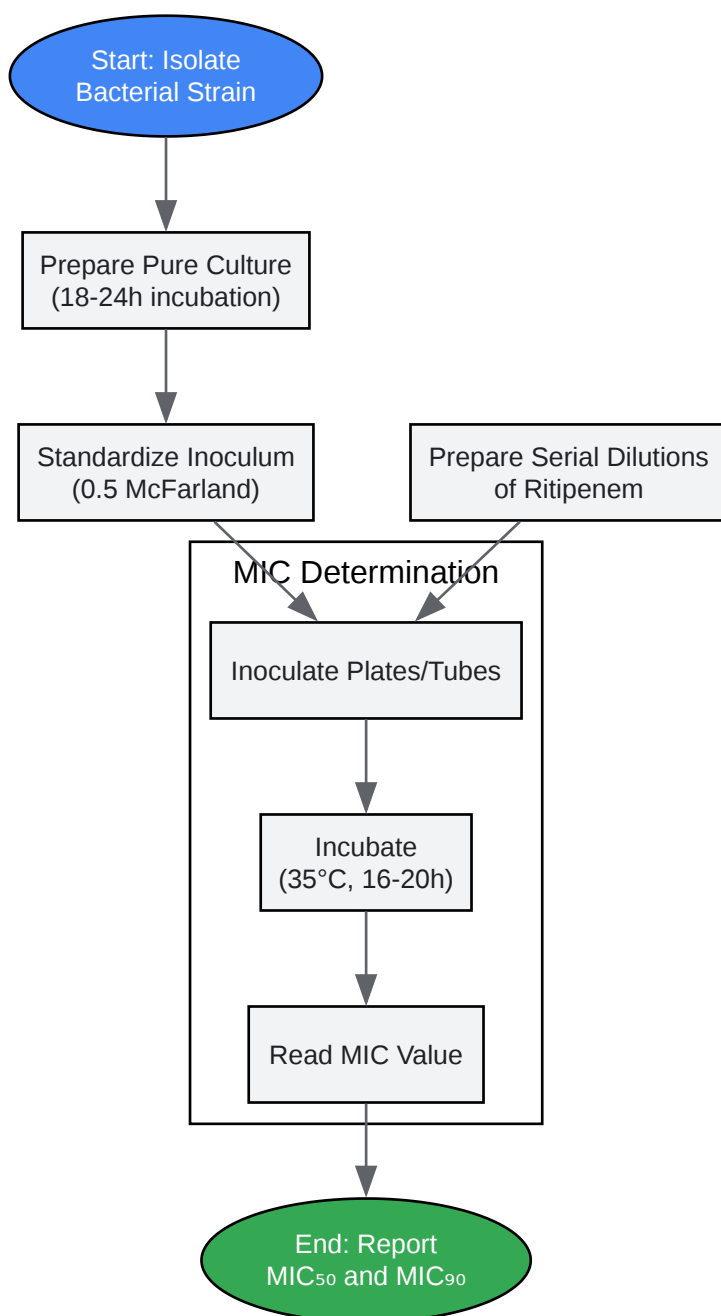 Start: Isolate
Bacterial Strain
Prepare Pure Culture
(18-24h incubation)
Standardize Inoculum
(0.5 McFarland)
Prepare Serial Dilutions
of Ritipenem
MIC Determination
Inoculate Plates/Tubes
Incubate
(35°C, 16-20h)
Read MIC Value
End: Report
MIC₅₀ and MIC₉₀